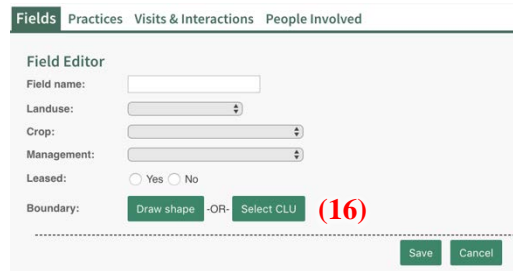 Fields Practices Visits & Interactions People Involved
Field Editor
Field name:
Landuse:
Crop:
Management:
Leased: Yes No
Boundary: Draw shape -OR- Select CLU (16)
Save Cancel